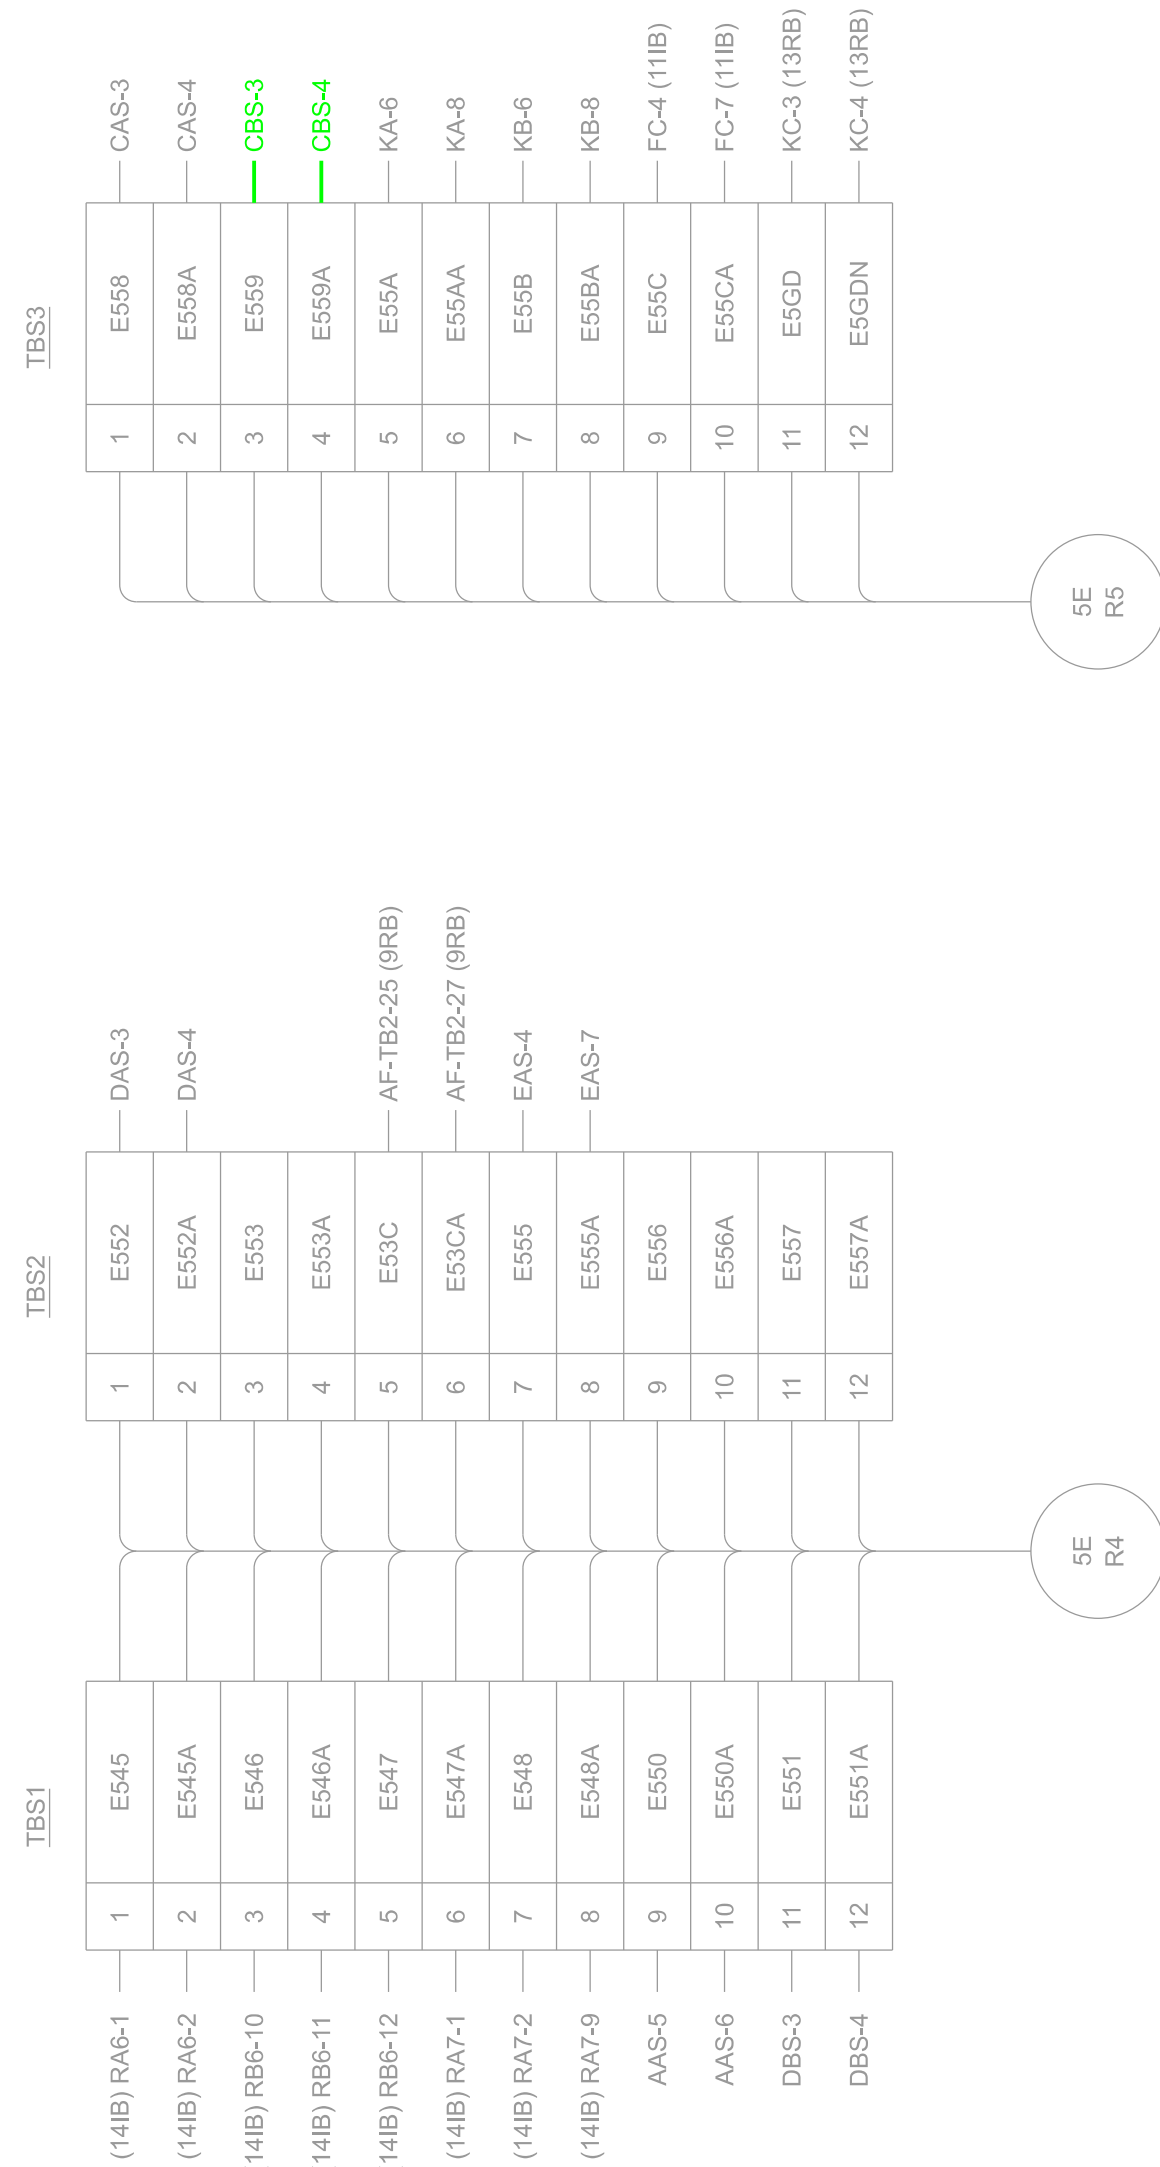 TBS3
CAS-3
CAS-4
CBS-3
CBS-4
KA-6
KA-8
KB-6
KB-8
FC-4 (11IB)
FC-7 (11IB)
KC-3 (13RB)
KC-4 (13RB)
E558
E558A
E559
E559A
E55A
E55AA
E55B
E55BA
E55C
E55CA
E5GD
E5GDN
1
2
3
4
5
6
7
8
9
10
11
12
5E
R5
TBS2
DAS-3
DAS-4
AF-TB2-25 (9RB)
AF-TB2-27 (9RB)
EAS-4
EAS-7
E552
E552A
E553
E553A
E53C
E53CA
E555
E555A
E556
E556A
E557
E557A
1
2
3
4
5
6
7
8
9
10
11
12
5E
R4
TBS1
E545
E545A
E546
E546A
E547
E547A
E548
E548A
E550
E550A
E551
E551A
1
2
3
4
5
6
7
8
9
10
11
12
(14IB) RA6-1
(14IB) RA6-2
14IB) RB6-10
14IB) RB6-11
14IB) RB6-12
(14IB) RA7-1
(14IB) RA7-2
(14IB) RA7-9
AAS-5
AAS-6
DBS-3
DBS-4